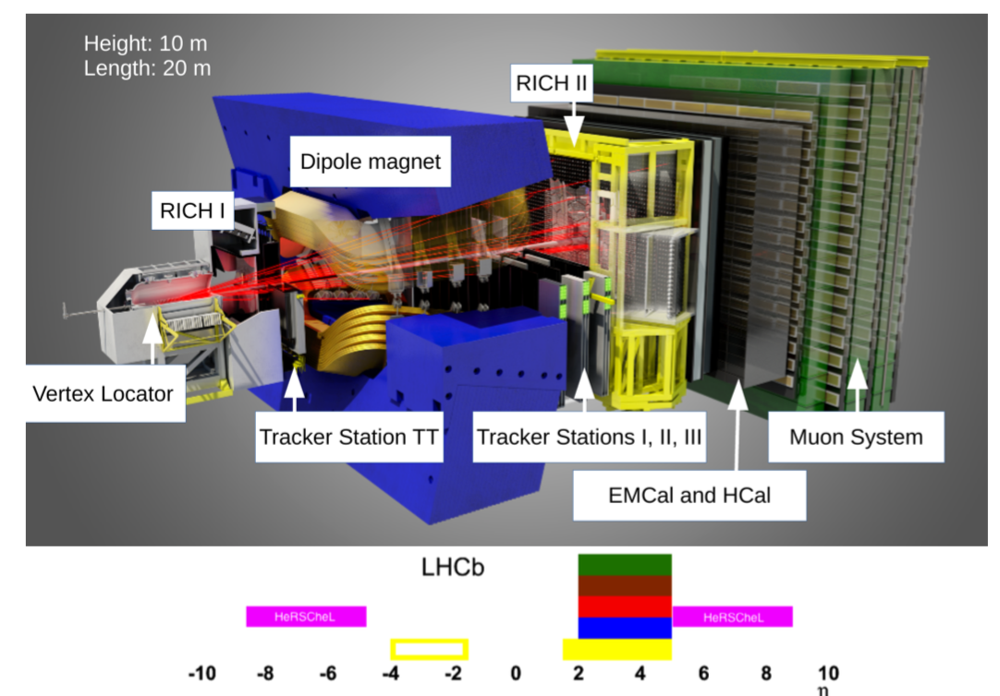 Height: 10 m
Length: 20 m
RICH II
Dipole magnet
RICH I
Vertex Locator
Tracker Station TT
Tracker Stations I, II, III
Muon System
EMCal and HCal
LHCb
HeRSCheL
HeRSCheL
-10 -8 -6 -4 -2 0 2 4 6 8 10
η